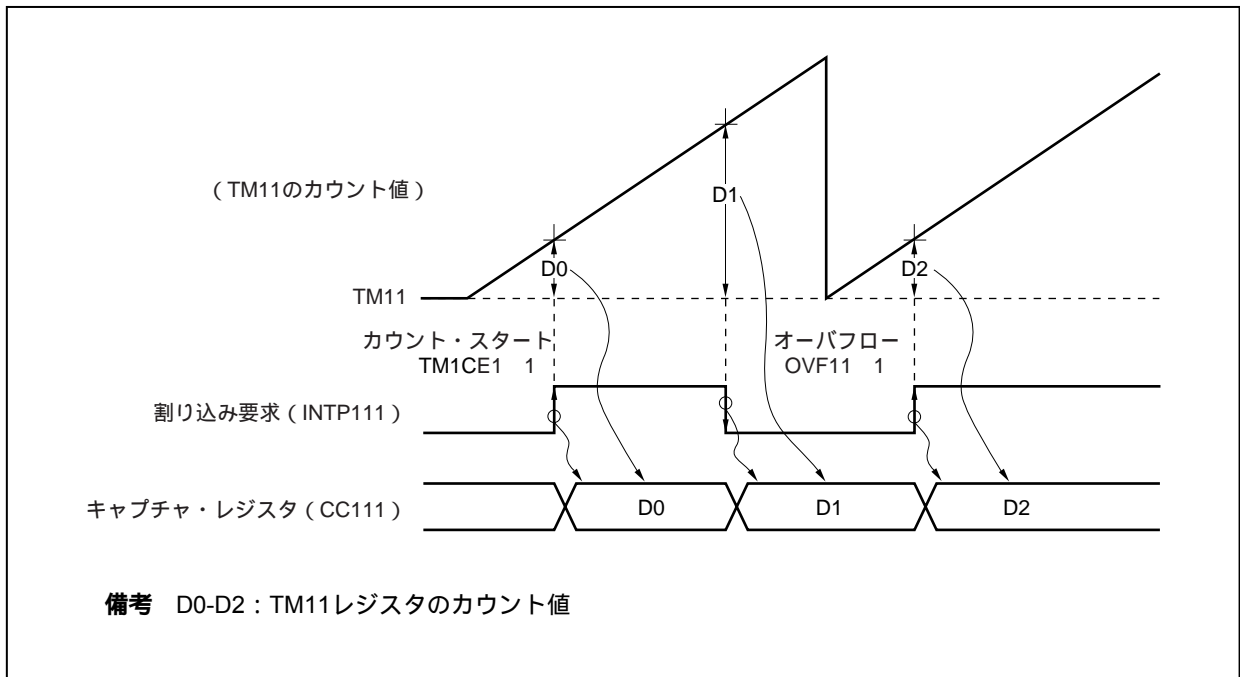 (TM11のカウント値)
D1
D0
D2
TM11
カウント・スタート
TM1CE1 1
オーバフロー
OVF11 1
割り込み要求(INTP111)
キャプチャ・レジスタ(CC111)
D0
D1
D2
備考 D0-D2:TM11レジスタのカウント値